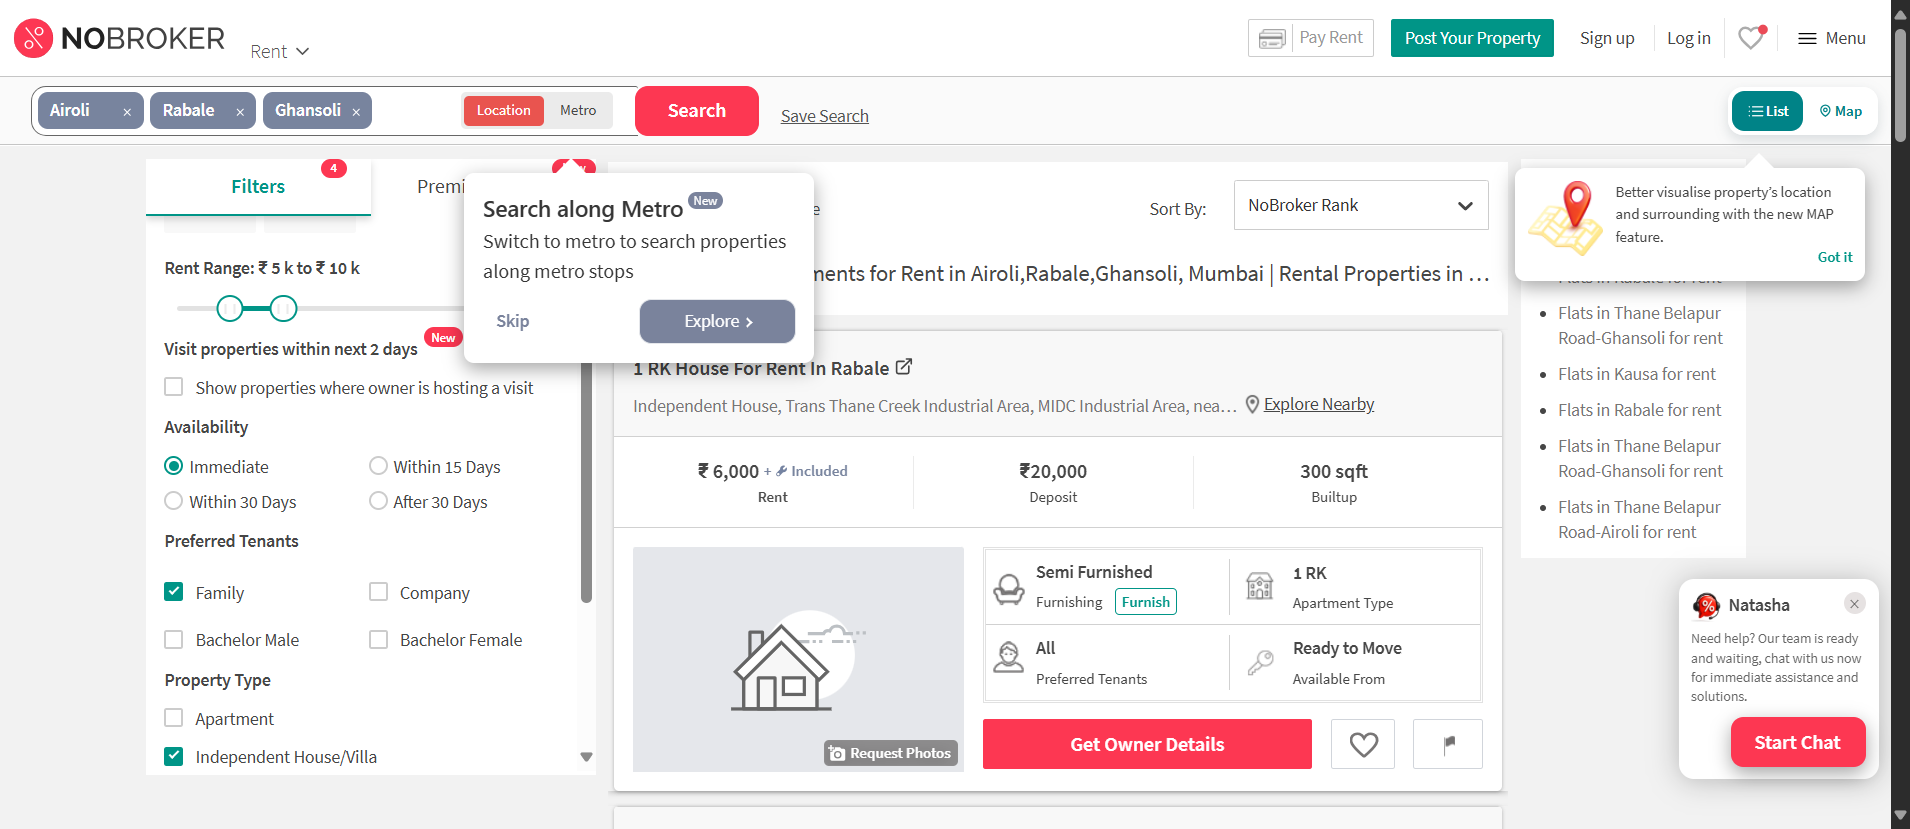 NOBROKER
Rent
Pay Rent
Post Your Property
Sign up
Log in
Menu
Airoli ×
Rabale ×
Ghansoli ×
Location
Metro
Search
Save Search
List
Map
Filters
4
Premi
Search along Metro New
Switch to metro to search properties
along metro stops
Skip
Explore
Sort By:
NoBroker Rank
ments for Rent in Airoli,Rabale,Ghansoli, Mumbai | Rental Properties in ...
Better visualise property's location
and surrounding with the new MAP
feature.
Got it
Rent Range: ₹ 5 k to ₹ 10 k
Visit properties within next 2 days New
Show properties where owner is hosting a visit
Availability
Immediate
Within 15 Days
Within 30 Days
After 30 Days
Preferred Tenants
Family
Company
Bachelor Male
Bachelor Female
Property Type
Apartment
Independent House/Villa
1 RK House For Rent In Rabale
Independent House, Trans Thane Creek Industrial Area, MIDC Industrial Area, nea...
Explore Nearby
₹ 6,000 + Included
Rent
₹20,000
Deposit
300 sqft
Builtup
Request Photos
Semi Furnished
Furnishing
Furnish
1 RK
Apartment Type
All
Preferred Tenants
Ready to Move
Available From
Get Owner Details
Flats in Rabale for rent
Flats in Thane Belapur
Road-Ghansoli for rent
Flats in Kausa for rent
Flats in Rabale for rent
Flats in Thane Belapur
Road-Ghansoli for rent
Flats in Thane Belapur
Road-Airoli for rent
Natasha
Need help? Our team is ready
and waiting, chat with us now
for immediate assistance and
solutions.
Start Chat